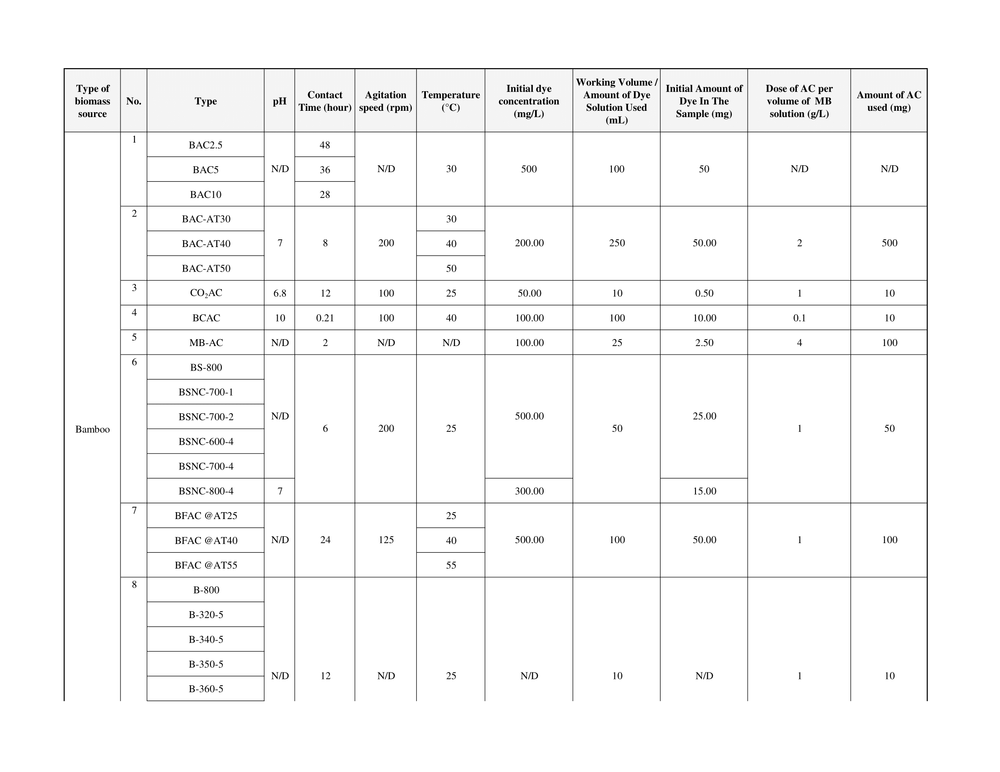 Type of biomass source | No. | Type | pH | Contact Time (hour) | Agitation speed (rpm) | Temperature (°C) | Initial dye concentration (mg/L) | Working Volume / Amount of Dye Solution Used (mL) | Initial Amount of Dye In The Sample (mg) | Dose of AC per volume of MB solution (g/L) | Amount of AC used (mg)
Bamboo
1
BAC2.5 | 48
BAC5 | N/D | 36 | N/D | 30 | 500 | 100 | 50 | N/D | N/D
BAC10 | 28
2
BAC-AT30 | 30
BAC-AT40 | 7 | 8 | 200 | 40 | 200.00 | 250 | 50.00 | 2 | 500
BAC-AT50 | 50
3 | CO₂AC | 6.8 | 12 | 100 | 25 | 50.00 | 10 | 0.50 | 1 | 10
4 | BCAC | 10 | 0.21 | 100 | 40 | 100.00 | 100 | 10.00 | 0.1 | 10
5 | MB-AC | N/D | 2 | N/D | N/D | 100.00 | 25 | 2.50 | 4 | 100
6
BS-800
BSNC-700-1
BSNC-700-2 | N/D | 500.00 | 25.00
6 | 200 | 25 | 50 | 1 | 50
BSNC-600-4
BSNC-700-4
BSNC-800-4 | 7 | 300.00 | 15.00
7
BFAC @AT25 | 25
BFAC @AT40 | N/D | 24 | 125 | 40 | 500.00 | 100 | 50.00 | 1 | 100
BFAC @AT55 | 55
8
B-800
B-320-5
B-340-5
B-350-5
N/D | 12 | N/D | 25 | N/D | 10 | N/D | 1 | 10
B-360-5